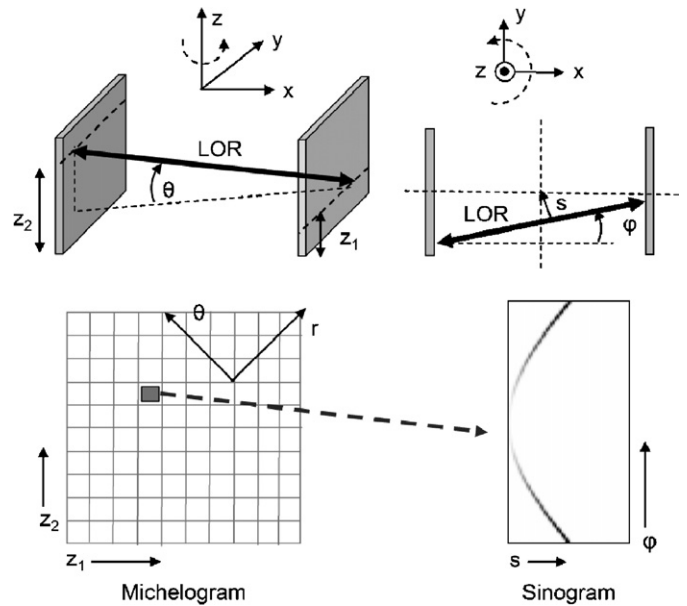 z
y
x
LOR
θ
z2
z1
y
z
x
LOR
s
φ
θ
r
z2
z1
s
φ
Michelogram
Sinogram